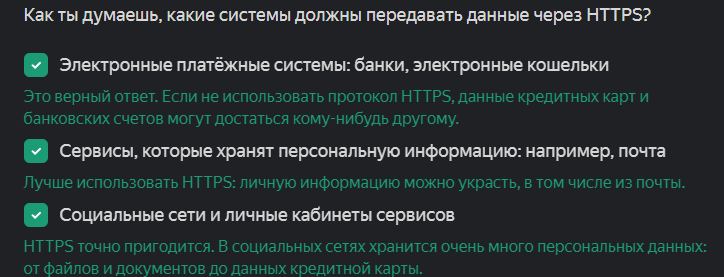 Как ты думаешь, какие системы должны передавать данные через HTTPS?
Электронные платёжные системы: банки, электронные кошельки
Это верный ответ. Если не использовать протокол HTTPS, данные кредитных карт и
банковских счетов могут достаться кому-нибудь другому.
Сервисы, которые хранят персональную информацию: например, почта
Лучше использовать HTTPS: личную информацию можно украсть, в том числе из почты.
Социальные сети и личные кабинеты сервисов
HTTPS точно пригодится. В социальных сетях хранится очень много персональных данных:
от файлов и документов до данных кредитной карты.